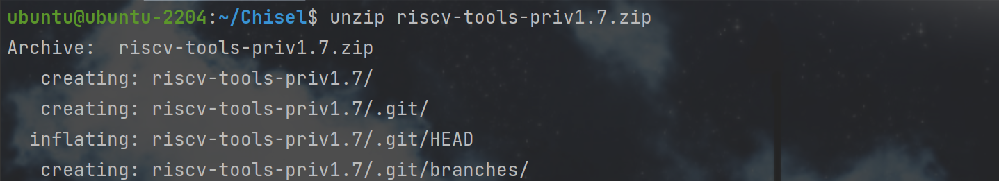 ubuntu@ubuntu-2204:~/Chisel$ unzip riscv-tools-priv1.7.zip
Archive:  riscv-tools-priv1.7.zip
   creating: riscv-tools-priv1.7/
   creating: riscv-tools-priv1.7/.git/
  inflating: riscv-tools-priv1.7/.git/HEAD
   creating: riscv-tools-priv1.7/.git/branches/